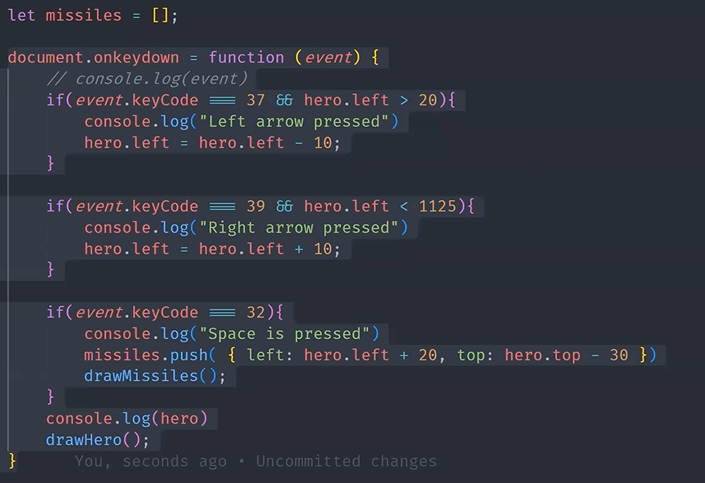 let missiles = [];
document.onkeydown = function (event) {
// console.log(event)
if(event.keyCode === 37 && hero.left > 20){
console.log("Left arrow pressed")
hero.left = hero.left - 10;
}
if(event.keyCode === 39 && hero.left < 1125){
console.log("Right arrow pressed")
hero.left = hero.left + 10;
}
if(event.keyCode === 32){
console.log("Space is pressed")
missiles.push( { left: hero.left + 20, top: hero.top - 30 })
drawMissiles();
}
console.log(hero)
drawHero();
} You, seconds ago • Uncommitted changes